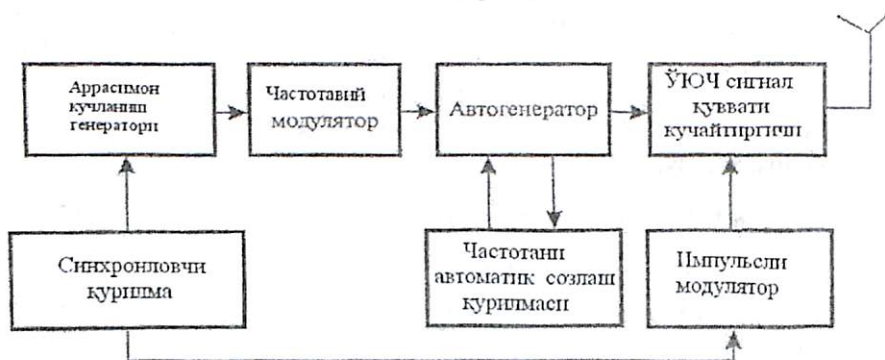 Аррасимон
кучланиш
генератори
Частотавий
модулятор
Автогенератор
ЎЮЧ сигнал
қуввати
кучайтиргичи
Синхронловчи
қурилма
Частотани
автоматик созлаш
қурилмаси
Импульсли
модулятор